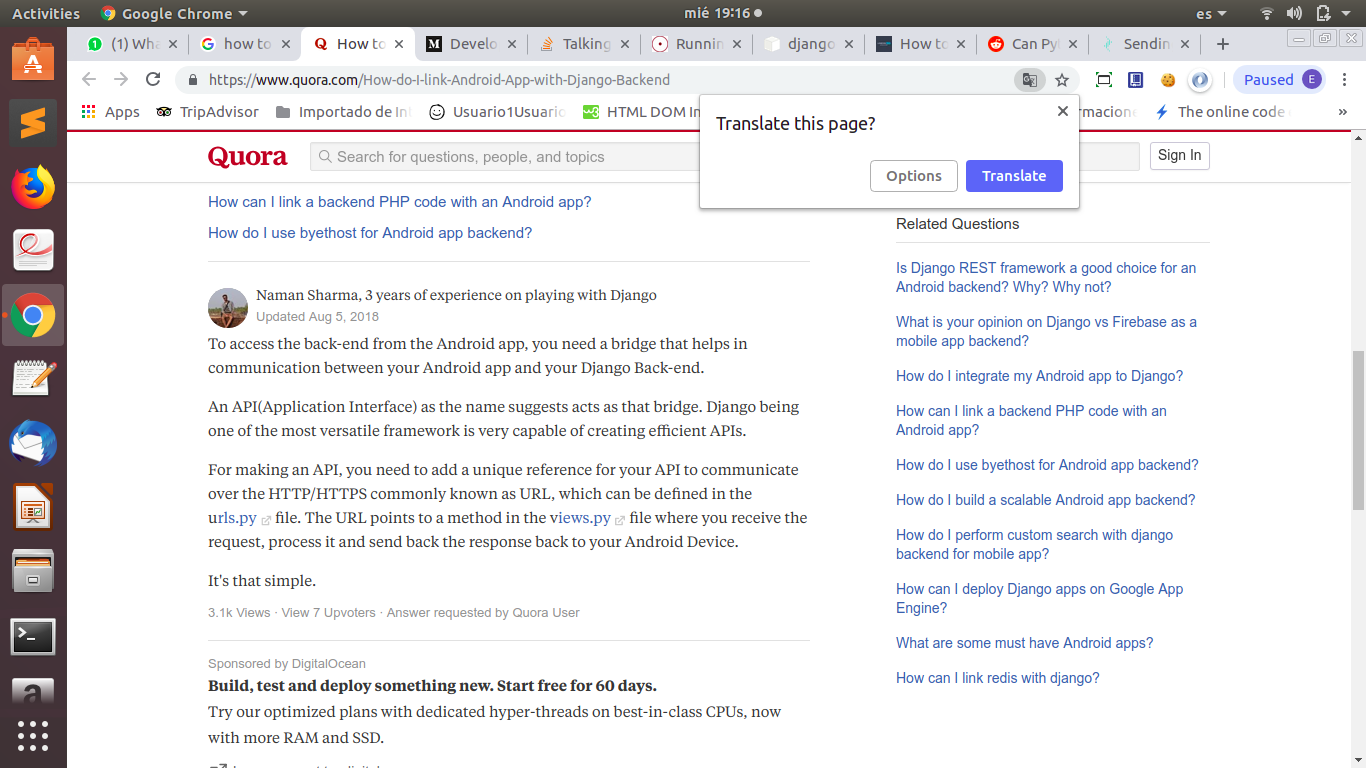 Activities
Google Chrome
mié 19:16
es
(1) Wha
how to
How to
Develo
Talking
Runnin
django
How to
Can Py
Sendin
https://www.quora.com/How-do-I-link-Android-App-with-Django-Backend
Paused
E
Apps
TripAdvisor
Importado de In
Usuario1Usuario
HTML DOM In
rmacione
The online code
»
Translate this page?
Options
Translate
Quora
Search for questions, people, and topics
Sign In
How can I link a backend PHP code with an Android app?
How do I use byethost for Android app backend?
Naman Sharma, 3 years of experience on playing with Django
Updated Aug 5, 2018
To access the back-end from the Android app, you need a bridge that helps in
communication between your Android app and your Django Back-end.
An API(Application Interface) as the name suggests acts as that bridge. Django being
one of the most versatile framework is very capable of creating efficient APIs.
For making an API, you need to add a unique reference for your API to communicate
over the HTTP/HTTPS commonly known as URL, which can be defined in the
urls.py file. The URL points to a method in the views.py file where you receive the
request, process it and send back the response back to your Android Device.
It's that simple.
3.1k Views · View 7 Upvoters · Answer requested by Quora User
Sponsored by DigitalOcean
Build, test and deploy something new. Start free for 60 days.
Try our optimized plans with dedicated hyper-threads on best-in-class CPUs, now
with more RAM and SSD.
Related Questions
Is Django REST framework a good choice for an
Android backend? Why? Why not?
What is your opinion on Django vs Firebase as a
mobile app backend?
How do I integrate my Android app to Django?
How can I link a backend PHP code with an
Android app?
How do I use byethost for Android app backend?
How do I build a scalable Android app backend?
How do I perform custom search with django
backend for mobile app?
How can I deploy Django apps on Google App
Engine?
What are some must have Android apps?
How can I link redis with django?